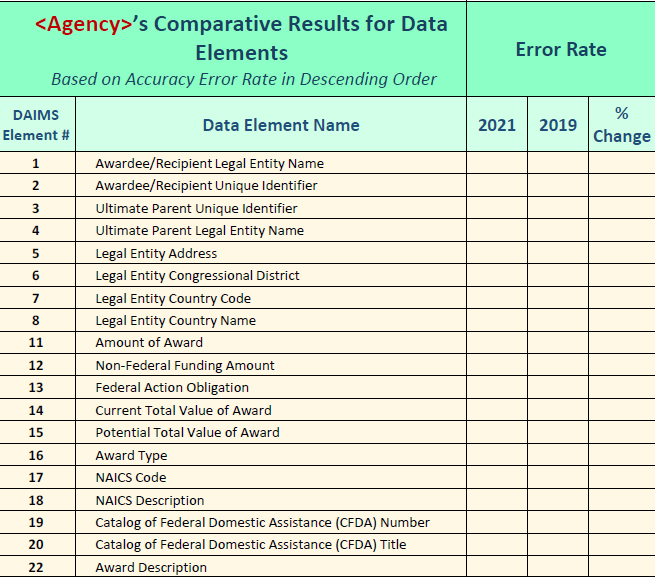 <Agency>’s Comparative Results for Data
Elements
Based on Accuracy Error Rate in Descending Order
Error Rate
DAIMS
Element #
Data Element Name
2021
2019
%
Change
1 Awardee/Recipient Legal Entity Name
2 Awardee/Recipient Unique Identifier
3 Ultimate Parent Unique Identifier
4 Ultimate Parent Legal Entity Name
5 Legal Entity Address
6 Legal Entity Congressional District
7 Legal Entity Country Code
8 Legal Entity Country Name
11 Amount of Award
12 Non-Federal Funding Amount
13 Federal Action Obligation
14 Current Total Value of Award
15 Potential Total Value of Award
16 Award Type
17 NAICS Code
18 NAICS Description
19 Catalog of Federal Domestic Assistance (CFDA) Number
20 Catalog of Federal Domestic Assistance (CFDA) Title
22 Award Description